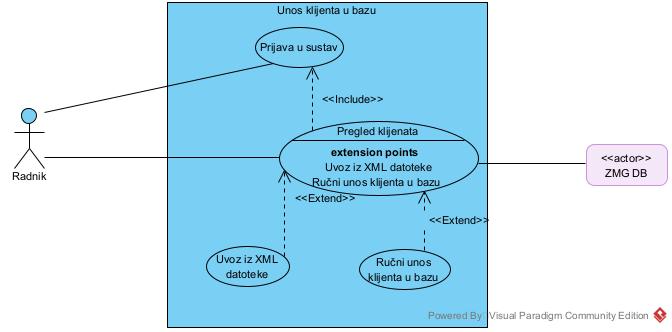 Unos klijenta u bazu
Prijava u sustav
<<Include>>
Pregled klijenata
extension points
Uvoz iz XML datoteke
Ručni unos klijenta u bazu
<<Extend>>
<<Extend>>
Uvoz iz XML
datoteke
Ručni unos
klijenta u bazu
Radnik
<<actor>>
ZMG DB
Powered By Visual Paradigm Community Edition